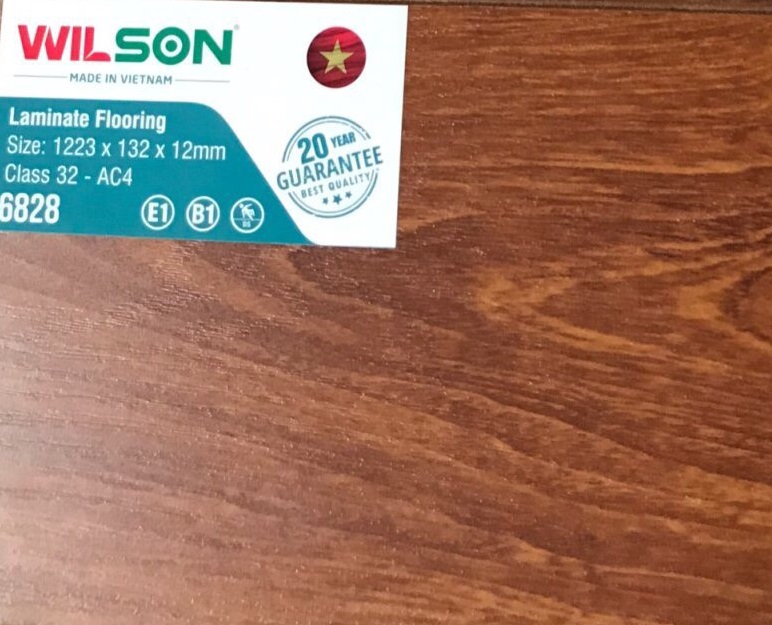 WILSON®
MADE IN VIETNAM
Laminate Flooring
Size: 1223 x 132 x 12mm
Class 32 - AC4
6828
E1
B1
20 YEAR
GUARANTEE
BEST QUALITY